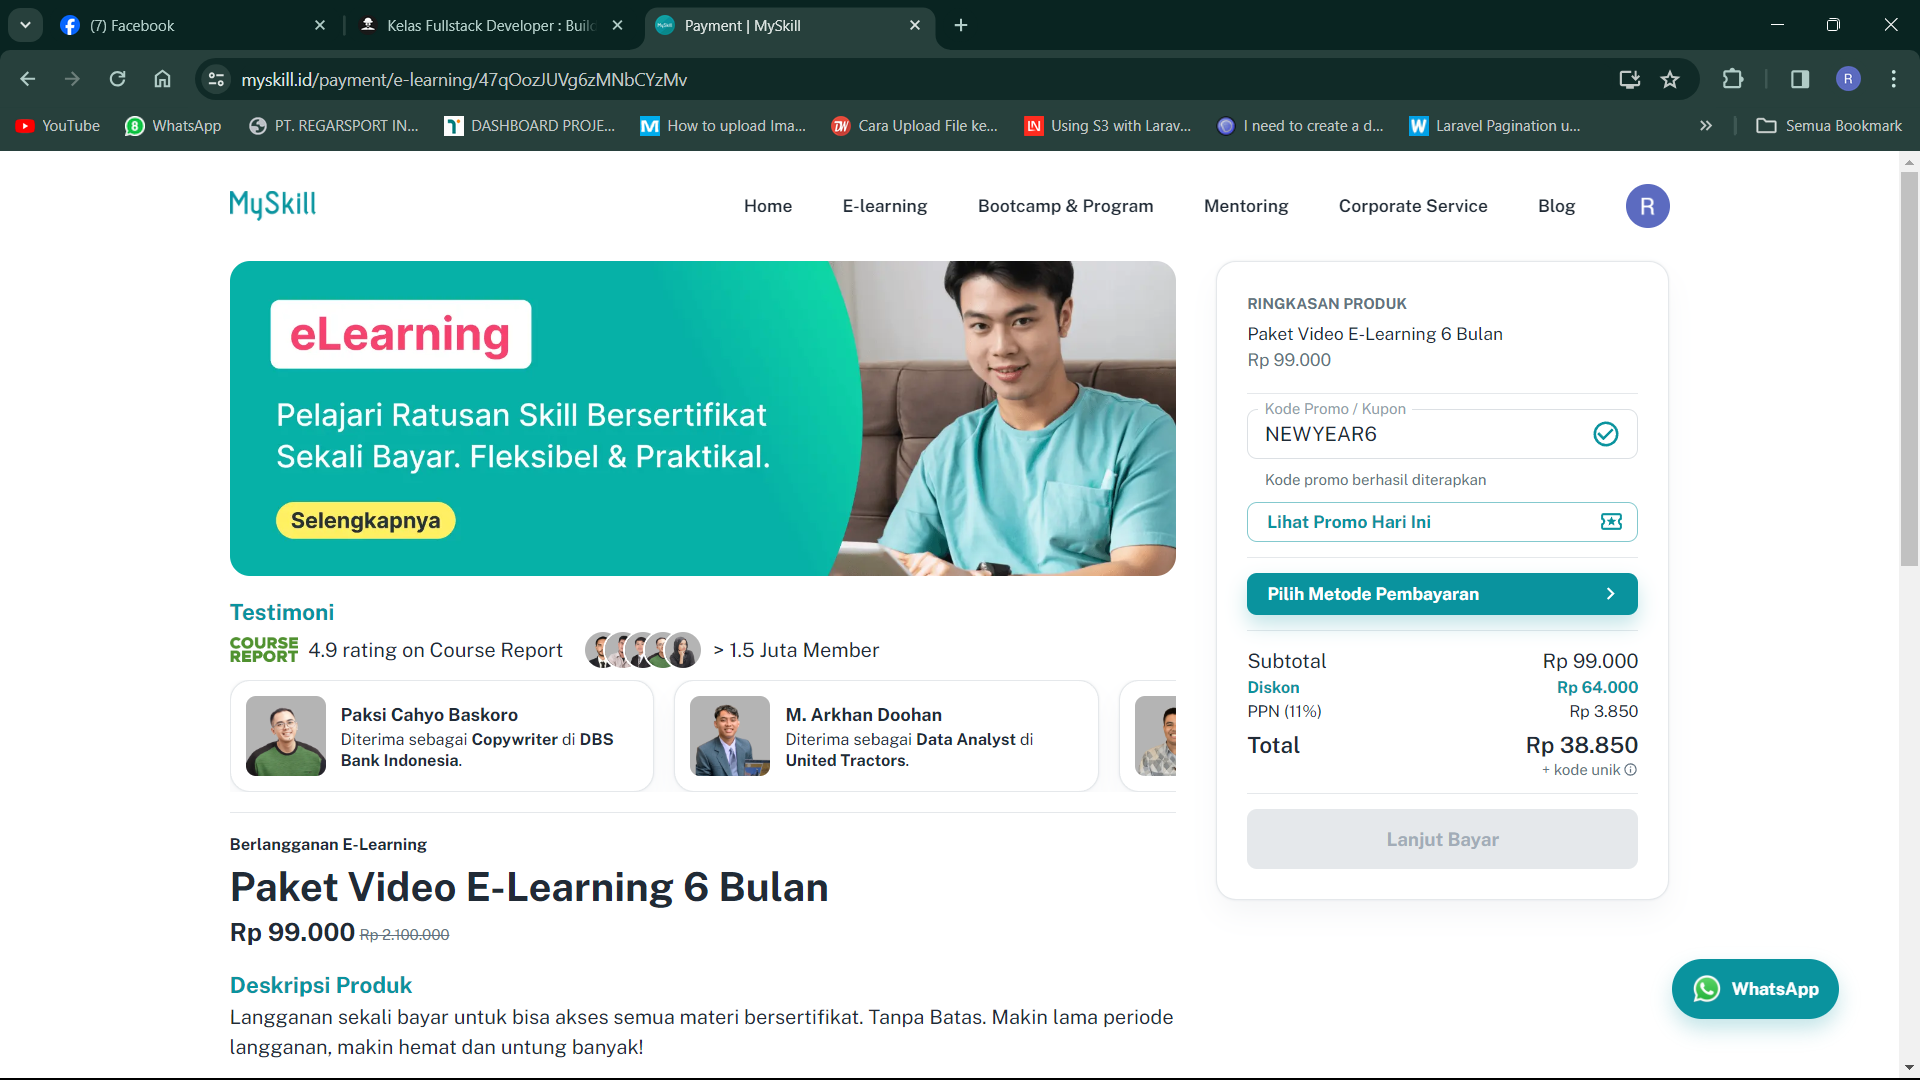 (7) Facebook
Kelas Fullstack Developer : Buil
Payment | MySkill
myskill.id/payment/e-learning/47qOozJUVg6zMNbCYzMv
R
YouTube
WhatsApp
PT. REGARSPORT IN...
DASHBOARD PROJE...
How to upload Ima...
Cara Upload File ke...
Using S3 with Larav...
I need to create a d...
Laravel Pagination u...
Semua Bookmark
MySkill
Home
E-learning
Bootcamp & Program
Mentoring
Corporate Service
Blog
R
eLearning
Pelajari Ratusan Skill Bersertifikat
Sekali Bayar. Fleksibel & Praktikal.
Selengkapnya
Testimoni
COURSE
REPORT
4.9 rating on Course Report
> 1.5 Juta Member
Paksi Cahyo Baskoro
Diterima sebagai Copywriter di DBS
Bank Indonesia.
M. Arkhan Doohan
Diterima sebagai Data Analyst di
United Tractors.
Berlangganan E-Learning
Paket Video E-Learning 6 Bulan
Rp 99.000 Rp 2.100.000
Deskripsi Produk
Langganan sekali bayar untuk bisa akses semua materi bersertifikat. Tanpa Batas. Makin lama periode
langganan, makin hemat dan untung banyak!
RINGKASAN PRODUK
Paket Video E-Learning 6 Bulan
Rp 99.000
Kode Promo / Kupon
NEWYEAR6
Kode promo berhasil diterapkan
Lihat Promo Hari Ini
Pilih Metode Pembayaran
Subtotal Rp 99.000
Diskon Rp 64.000
PPN (11%) Rp 3.850
Total Rp 38.850
+ kode unik
Lanjut Bayar
WhatsApp